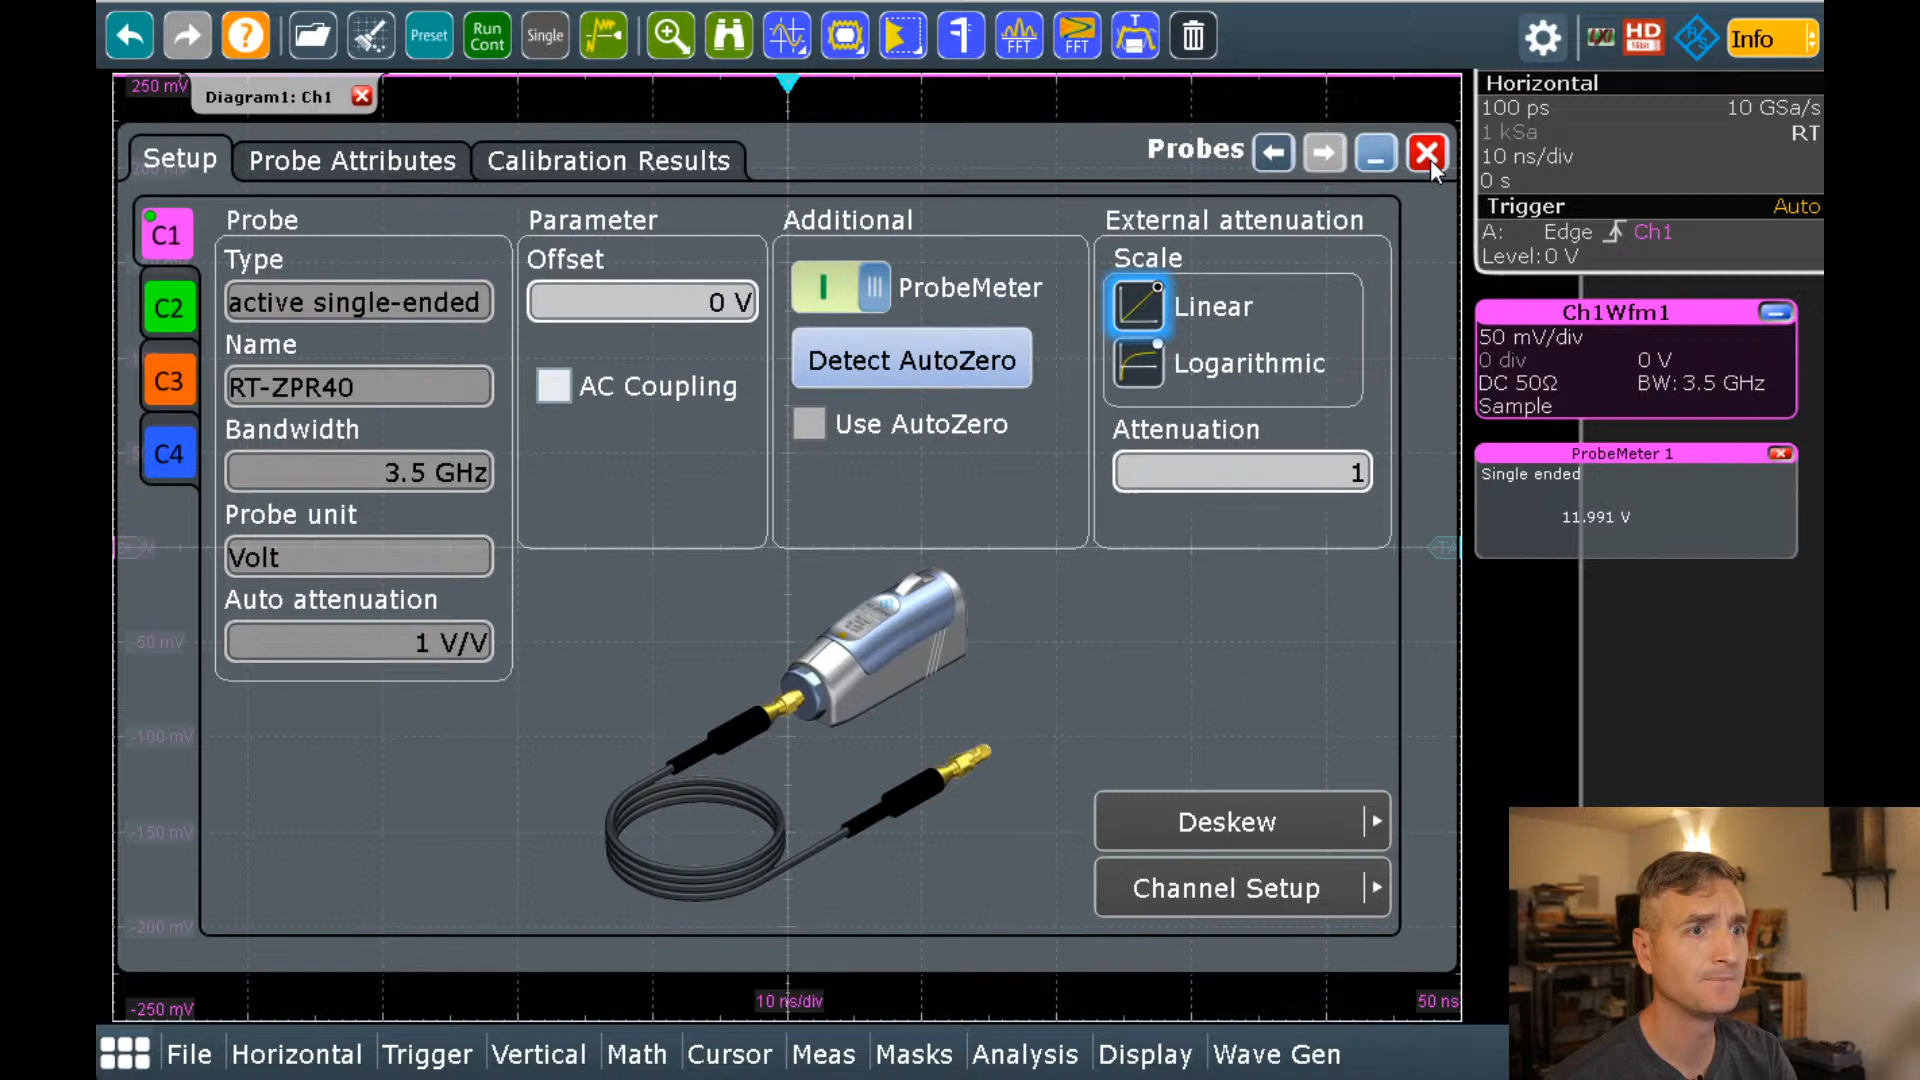 Preset
Run
Cont
Single
FFT
FFT
T
HD
16bit
R&S
Info
250 mV
Diagram1: Ch1
Horizontal
100 ps 10 GSa/s
1 kSa RT
10 ns/div
0 s
Trigger Auto
A: Edge Ch1
Level: 0 V
Setup
Probe Attributes
Calibration Results
Probes
C1
C2
C3
C4
Probe
Type
active single-ended
Name
RT-ZPR40
Bandwidth
3.5 GHz
Probe unit
Volt
Auto attenuation
1 V/V
Parameter
Offset
0 V
AC Coupling
Additional
ProbeMeter
Detect AutoZero
Use AutoZero
External attenuation
Scale
Linear
Logarithmic
Attenuation
1
Deskew
Channel Setup
Ch1Wfm1
50 mV/div
0 div 0 V
DC 50Ω BW: 3.5 GHz
Sample
ProbeMeter 1
Single ended
11.991 V
TA
-50 mV
-100 mV
-150 mV
-200 mV
-250 mV
10 ns/div
50 ns
File Horizontal Trigger Vertical Math Cursor Meas Masks Analysis Display Wave Gen